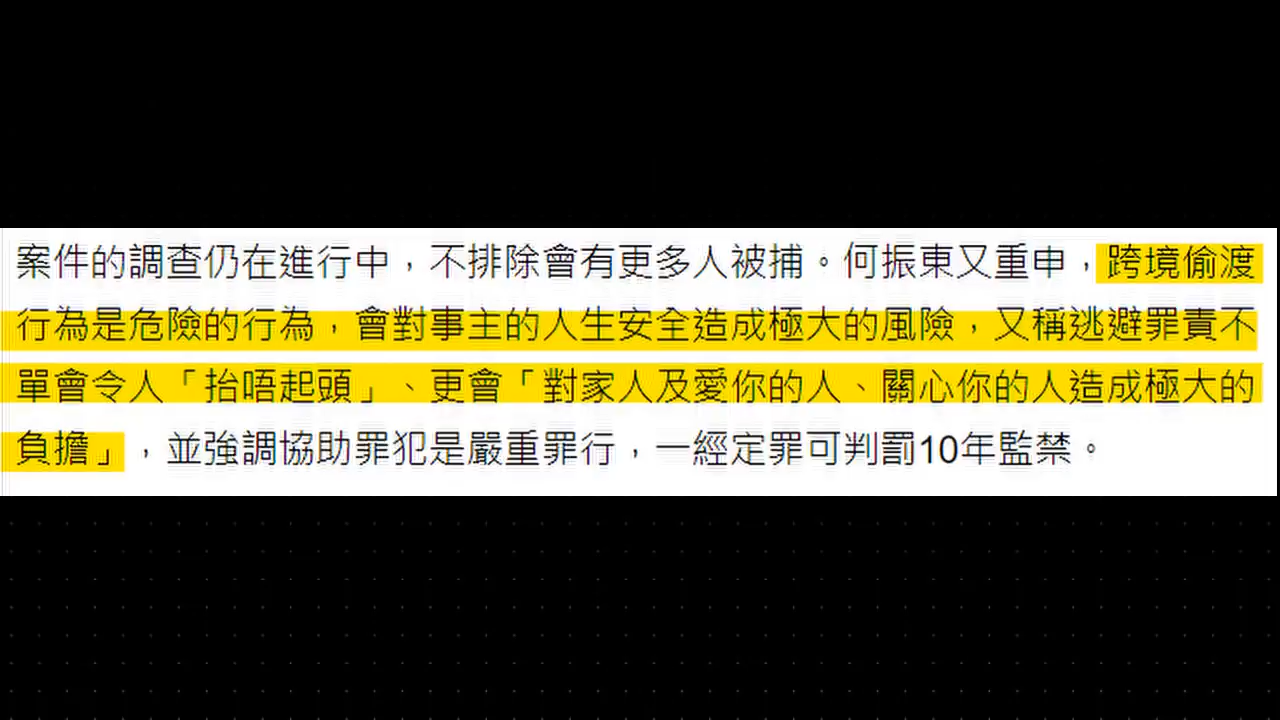 案件的調查仍在進行中，不排除會有更多人被捕。何振東又重申，跨境偷渡
行為是危險的行為，會對事主的人生安全造成極大的風險，又稱逃避罪責不
單會令人「抬唔起頭」、更會「對家人及愛你的人、關心你的人造成極大的
負擔」，並強調協助罪犯是嚴重罪行，一經定罪可判罰10年監禁。